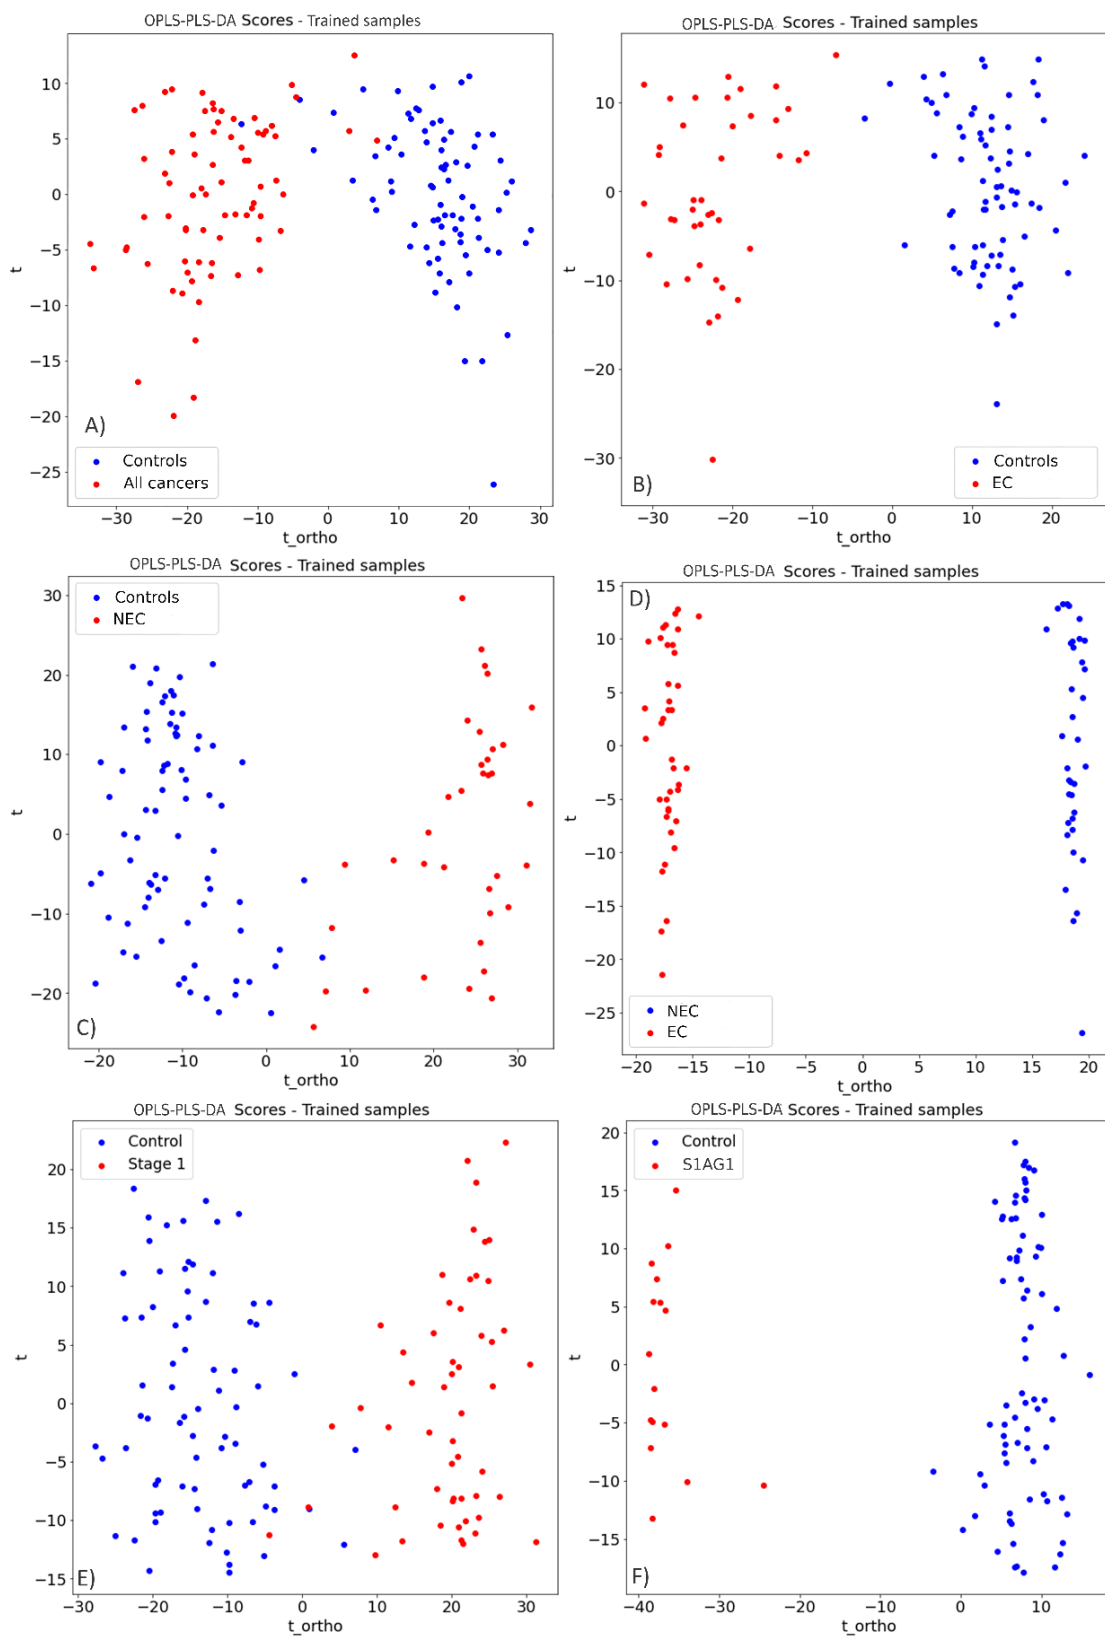 OPLS-PLS-DA Scores - Trained samples
10
5
0
−5
−10
−15
−20
−25
t
A)
Controls
All cancers
−30 −20 −10 0 10 20 30
t_ortho
OPLS-PLS-DA Scores - Trained samples
10
0
−10
−20
−30
t
B)
Controls
EC
−30 −20 −10 0 10 20
t_ortho
OPLS-PLS-DA Scores - Trained samples
Controls
NEC
30
20
10
0
−10
−20
t
C)
−20 −10 0 10 20 30
t_ortho
OPLS-PLS-DA Scores - Trained samples
D)
15
10
5
0
−5
−10
−15
−20
−25
t
NEC
EC
−20 −15 −10 −5 0 5 10 15 20
t_ortho
OPLS-PLS-DA Scores - Trained samples
Control
Stage 1
20
15
10
5
0
−5
−10
−15
t
E)
−30 −20 −10 0 10 20 30
t_ortho
OPLS-PLS-DA Scores - Trained samples
Control
S1AG1
20
15
10
5
0
−5
−10
−15
t
F)
−40 −30 −20 −10 0 10
t_ortho